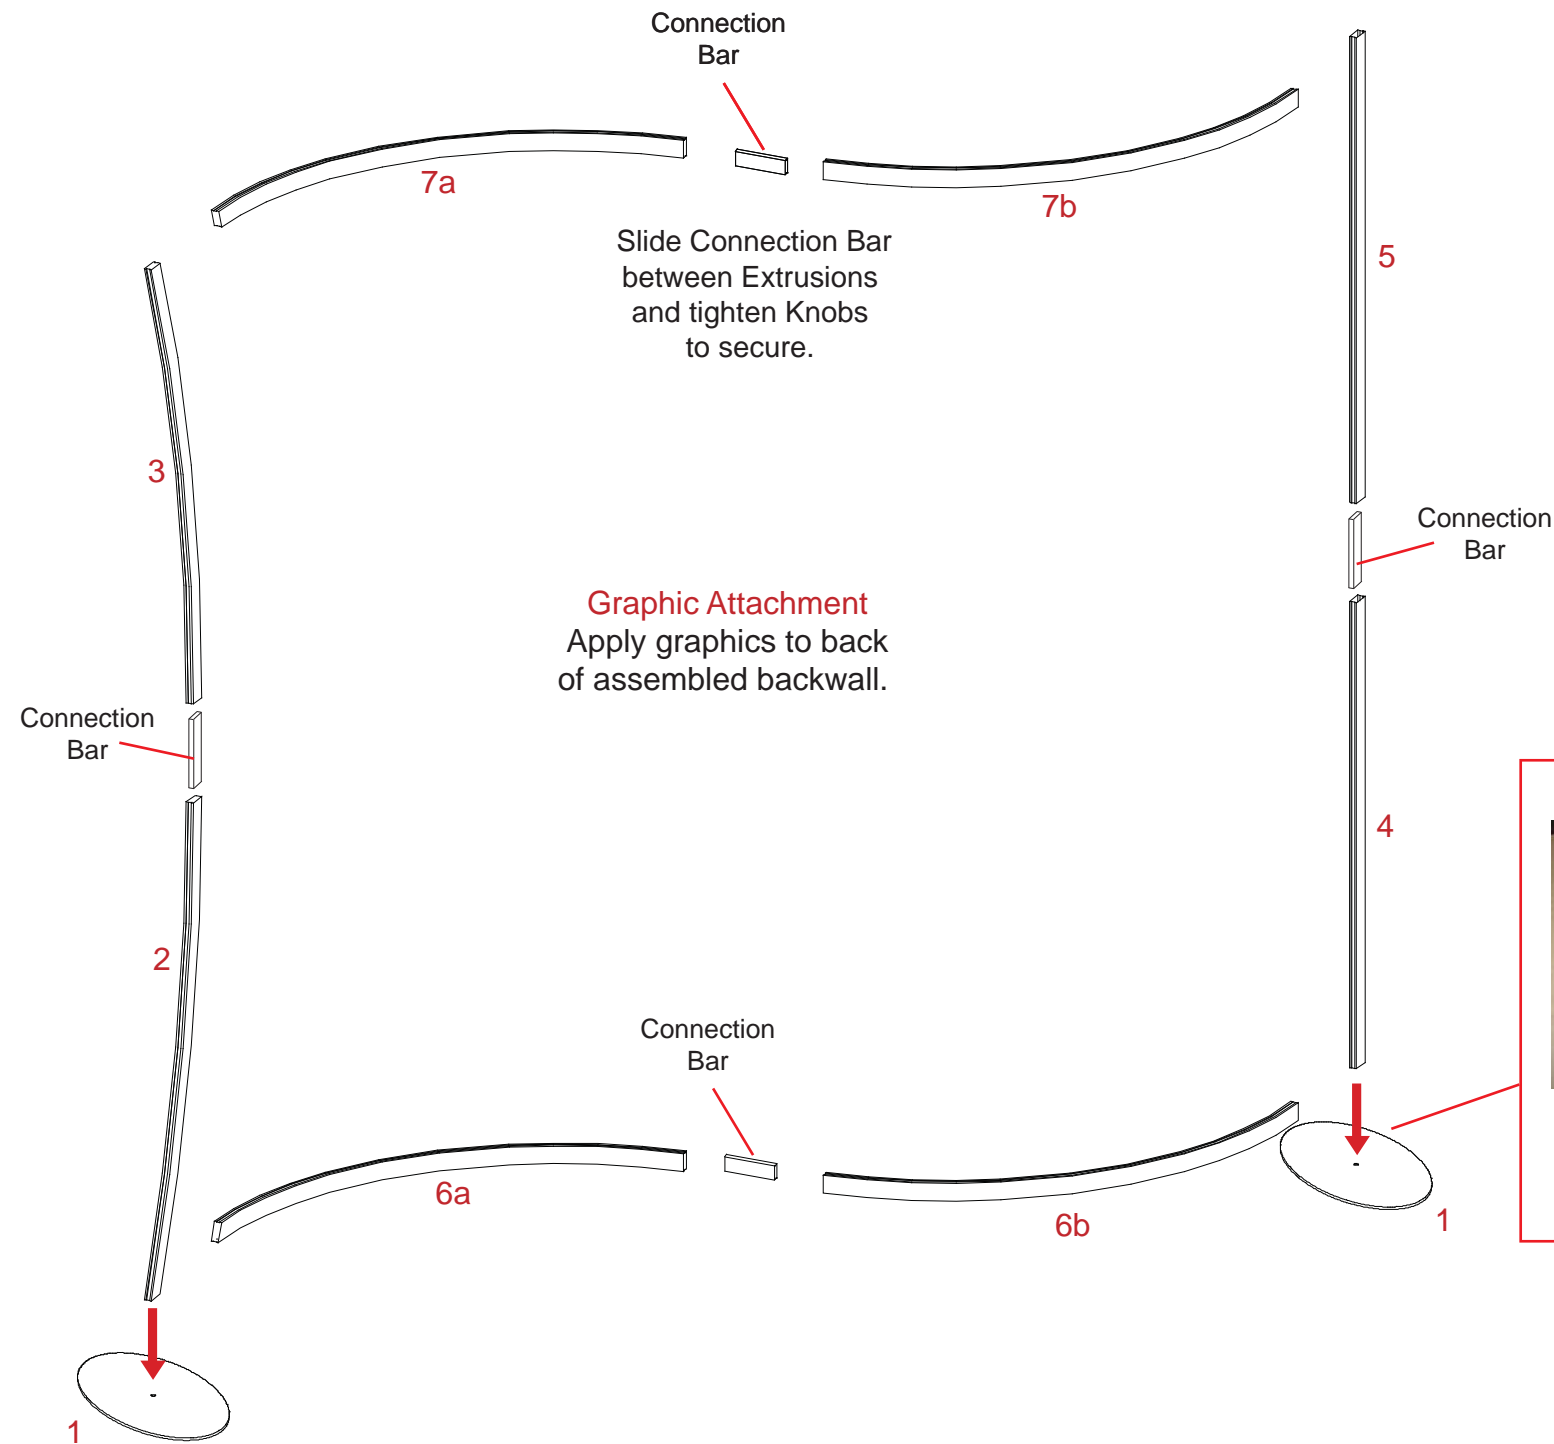 Connection
Bar
7a
7b
Slide Connection Bar
between Extrusions
and tighten Knobs
to secure.
5
3
Connection
Bar
Graphic Attachment
Apply graphics to back
of assembled backwall.
Connection
Bar
4
2
Connection
Bar
6a
6b
1
1